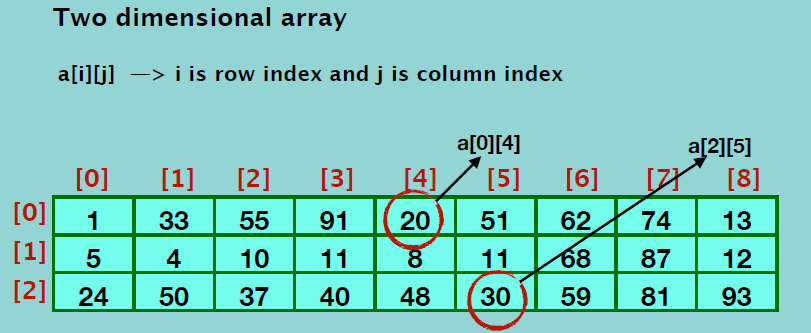 Two dimensional array
a[i][j] —> i is row index and j is column index
a[0][4] a[2][5]
[0] [1] [2] [3] [4] [5] [6] [7] [8]
[0] 1 33 55 91 20 51 62 74 13
[1] 5 4 10 11 8 11 68 87 12
[2] 24 50 37 40 48 30 59 81 93